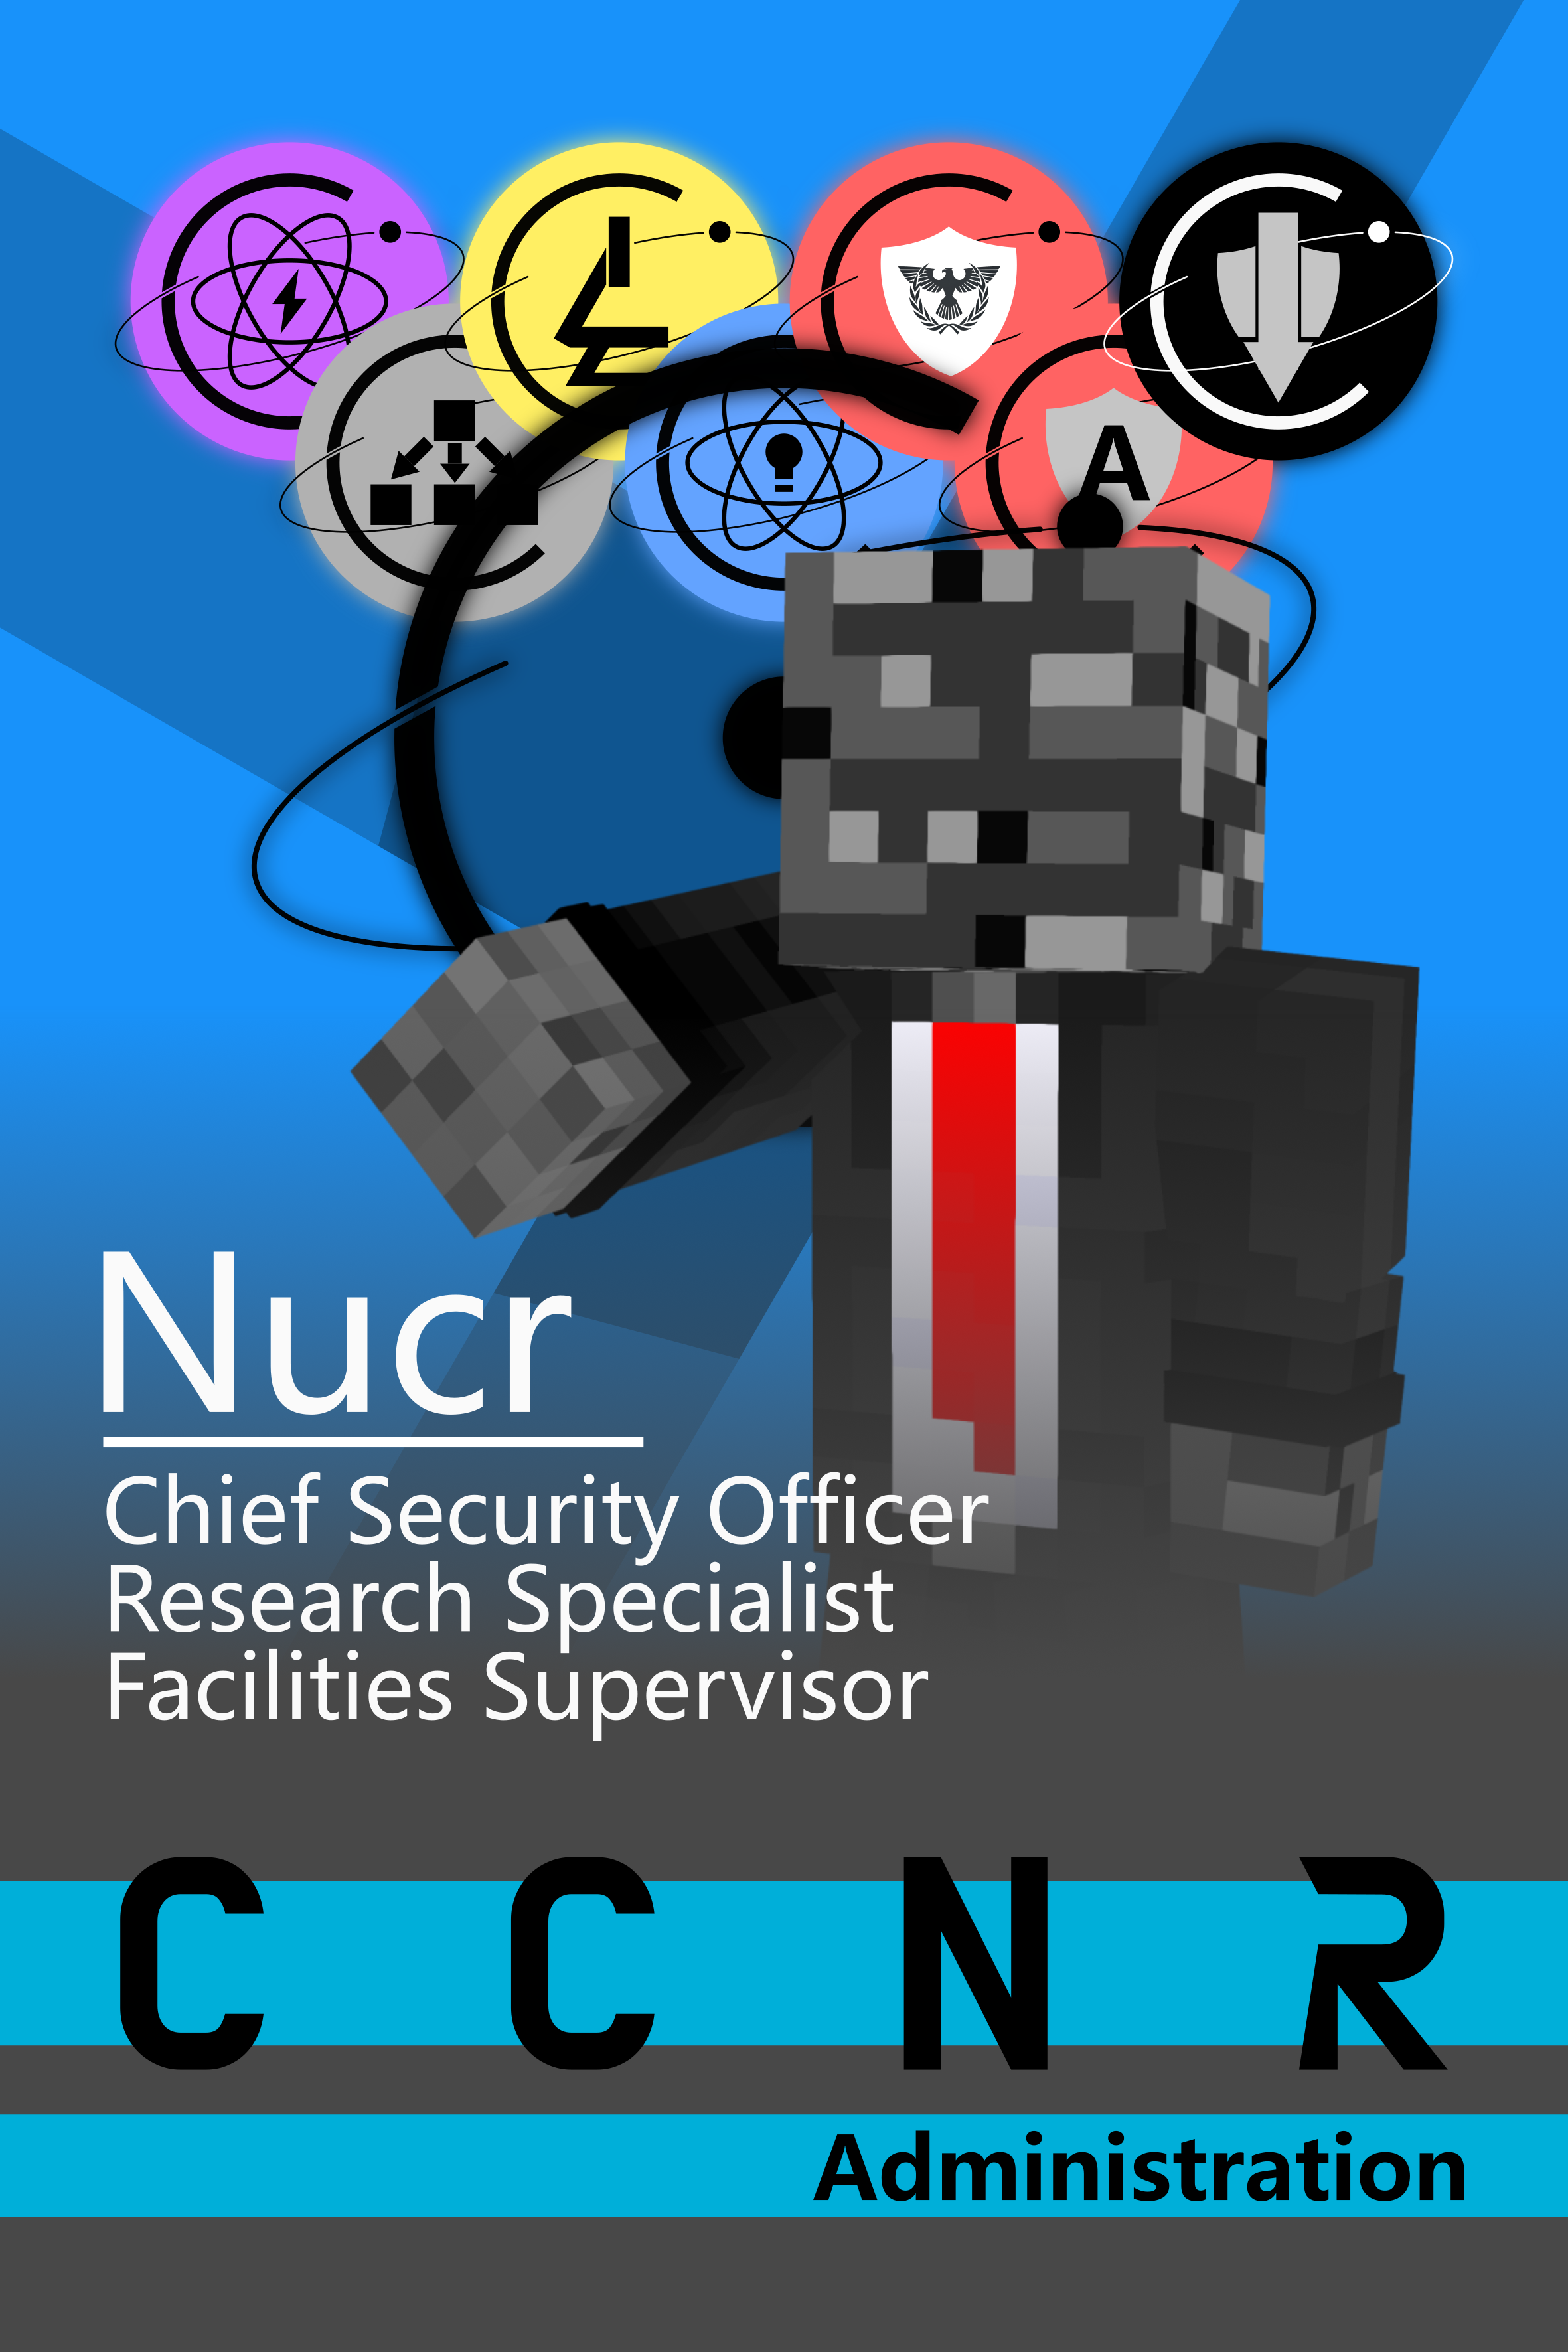 A
Nucr
Chief Security Officer
Research Specialist
Facilities Supervisor
C C N R
Administration